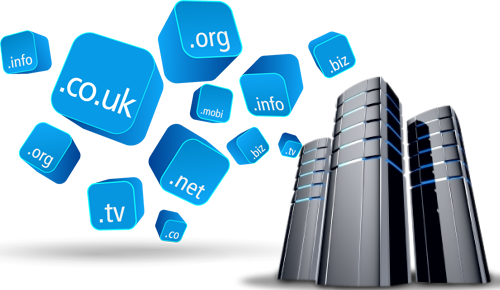 .info
.co.uk
.org
.biz
.info
.mobi
.org
.biz
.tv
.net
.tv
.co